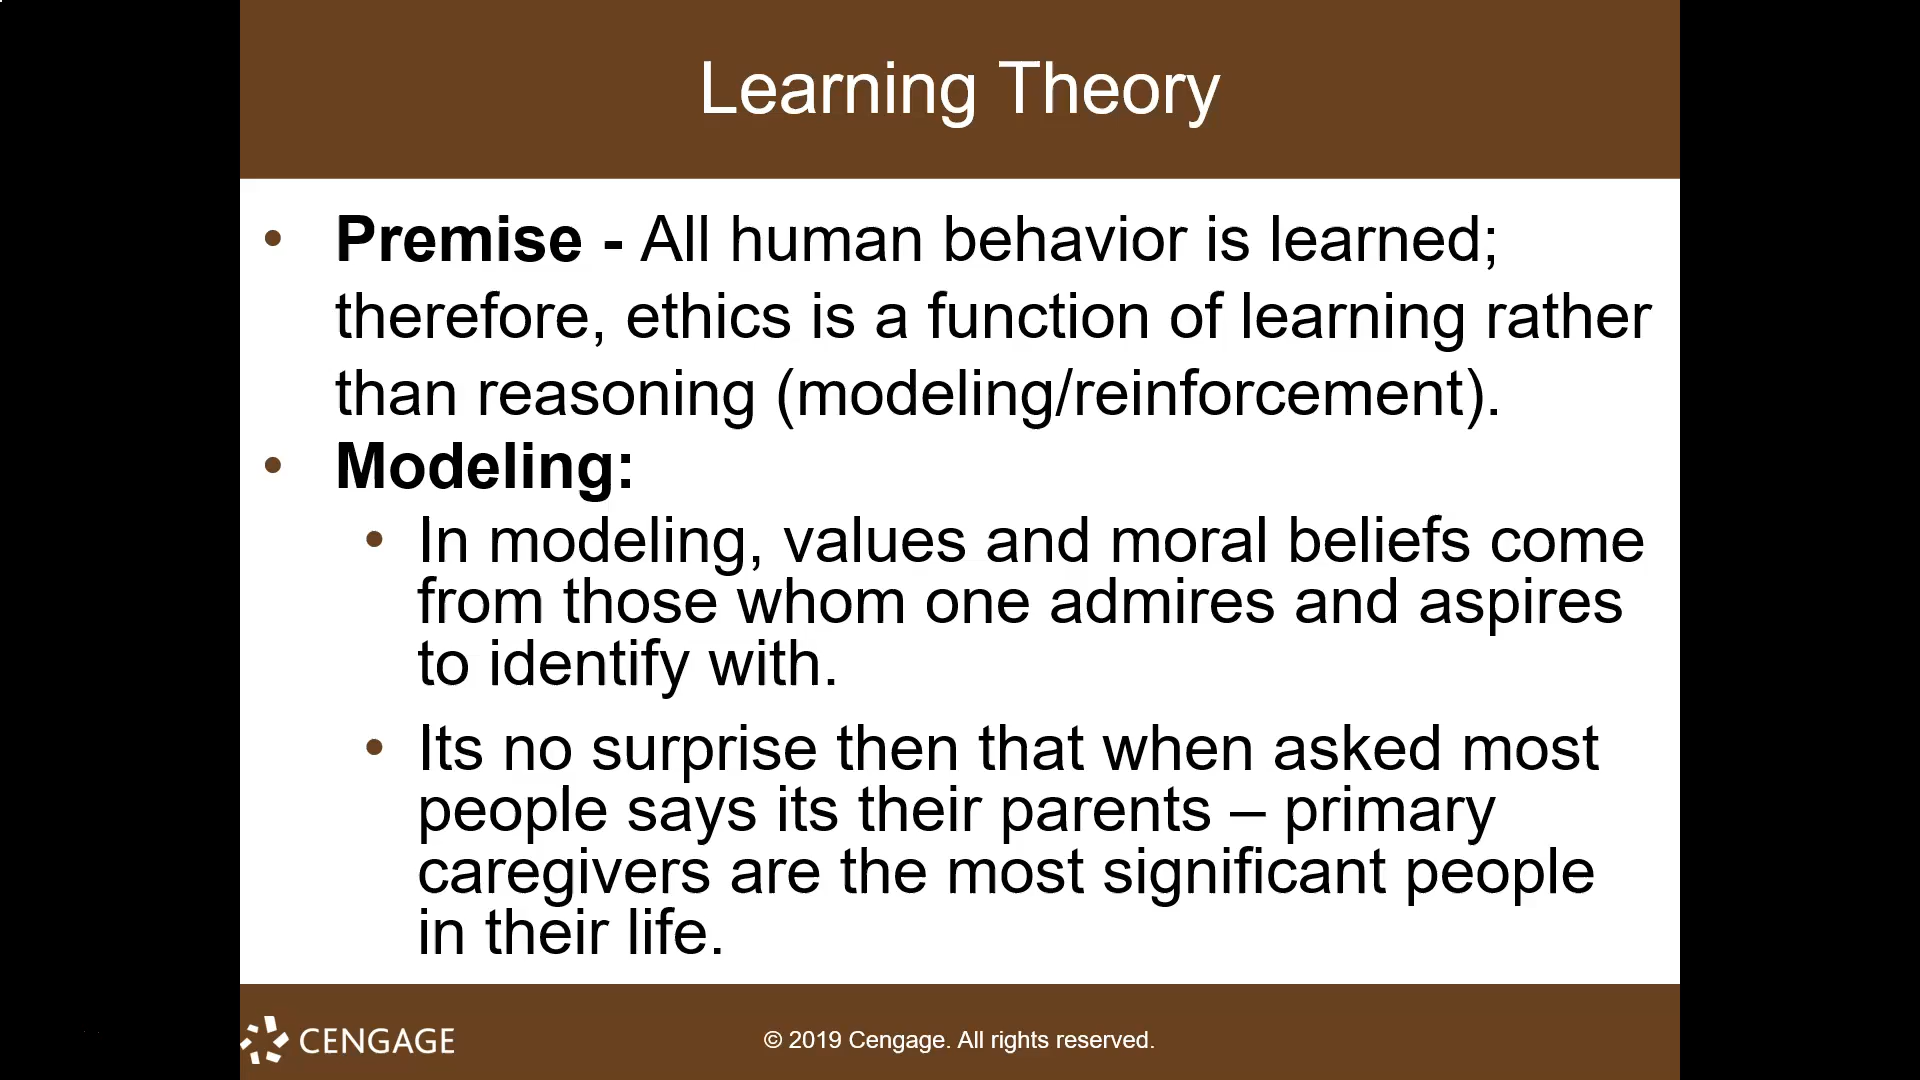 Learning Theory
• Premise - All human behavior is learned;
therefore, ethics is a function of learning rather
than reasoning (modeling/reinforcement).
• Modeling:
• In modeling, values and moral beliefs come
from those whom one admires and aspires
to identify with.
• Its no surprise then that when asked most
people says its their parents – primary
caregivers are the most significant people
in their life.
CENGAGE
© 2019 Cengage. All rights reserved.